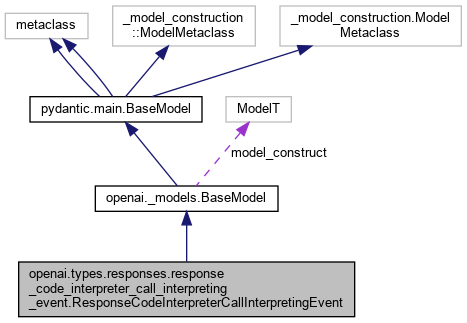 metaclass
_model_construction
::ModelMetaclass
_model_construction.Model
Metaclass
pydantic.main.BaseModel
ModelT
model_construct
openai._models.BaseModel
openai.types.responses.response
_code_interpreter_call_interpreting
_event.ResponseCodeInterpreterCallInterpretingEvent